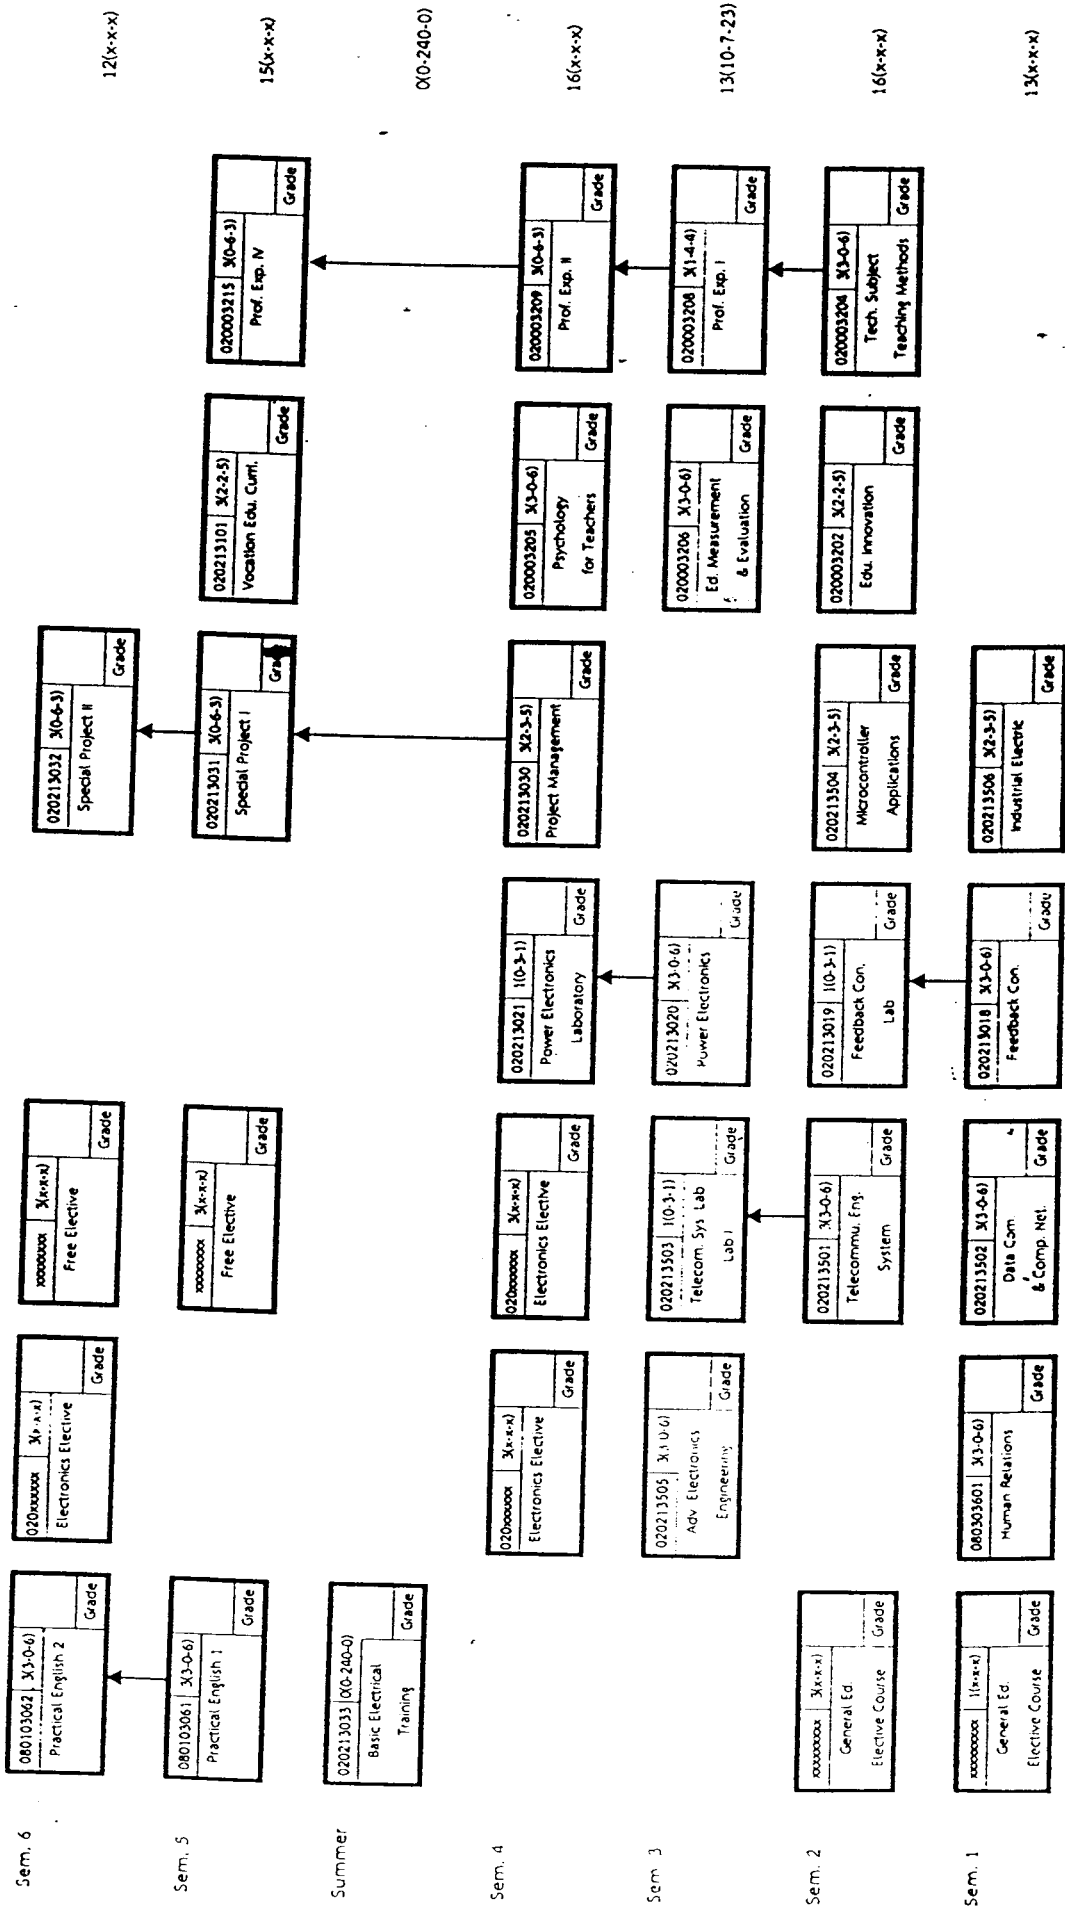 Sem. 6
080103062 3(3-0-6)
Practical English 2
Grade
020xxxxxx 3(x-x-x)
Electronics Elective
Grade
xxxxxxxxx 3(x-x-x)
Free Elective
Grade
020213032 3(0-6-3)
Special Project II
Grade
12(x-x-x)
Sem. 5
080103061 3(3-0-6)
Practical English 1
Grade
xxxxxxxxx 3(x-x-x)
Free Elective
Grade
020213031 3(0-6-3)
Special Project I
Grade
020213101 3(2-2-5)
Vocation Edu. Curri.
Grade
020003215 3(0-6-3)
Prof. Exp. IV
Grade
15(x-x-x)
Summer
020213033 0(0-240-0)
Basic Electrical
Training
Grade
0(0-240-0)
Sem. 4
020xxxxxx 3(x-x-x)
Electronics Elective
Grade
020xxxxxx 3(x-x-x)
Electronics Elective
Grade
020213021 1(0-3-1)
Power Electronics
Laboratory
Grade
020213030 3(2-3-5)
Project Management
Grade
020003205 3(3-0-6)
Psychology
for Teachers
Grade
020003209 3(0-6-3)
Prof. Exp. II
Grade
16(x-x-x)
Sem 3
020213505 3(3-0-6)
Adv Electronics
Engineering
Grade
020213503 1(0-3-1)
Telecom. Sys Lab
Lab I
Grade
020213020 3(3-0-6)
Power Electronics
Grade
020003206 3(3-0-6)
Ed. Measurement
& Evaluation
Grade
020003208 3(1-4-4)
Prof. Exp. I
Grade
13(10-7-23)
Sem. 2
xxxxxxxxx 3(x-x-x)
General Ed.
Elective Course
Grade
020213501 3(3-0-6)
Telecommu. Eng.
System
Grade
020213019 1(0-3-1)
Feedback Con.
Lab
Grade
020213504 3(2-3-5)
Microcontroller
Applications
Grade
020003202 3(2-2-5)
Edu. Innovation
Grade
020003204 3(3-0-6)
Tech. Subject
Teaching Methods
Grade
16(x-x-x)
Sem. 1
xxxxxxxxx 1(x-x-x)
General Ed.
Elective Course
Grade
080303601 3(3-0-6)
Human Relations
Grade
020213502 3(3-0-6)
Data Com.
& Comp. Net.
Grade
020213018 3(3-0-6)
Feedback Con.
Grade
020213506 3(2-3-5)
Industrial Electric
Grade
13(x-x-x)